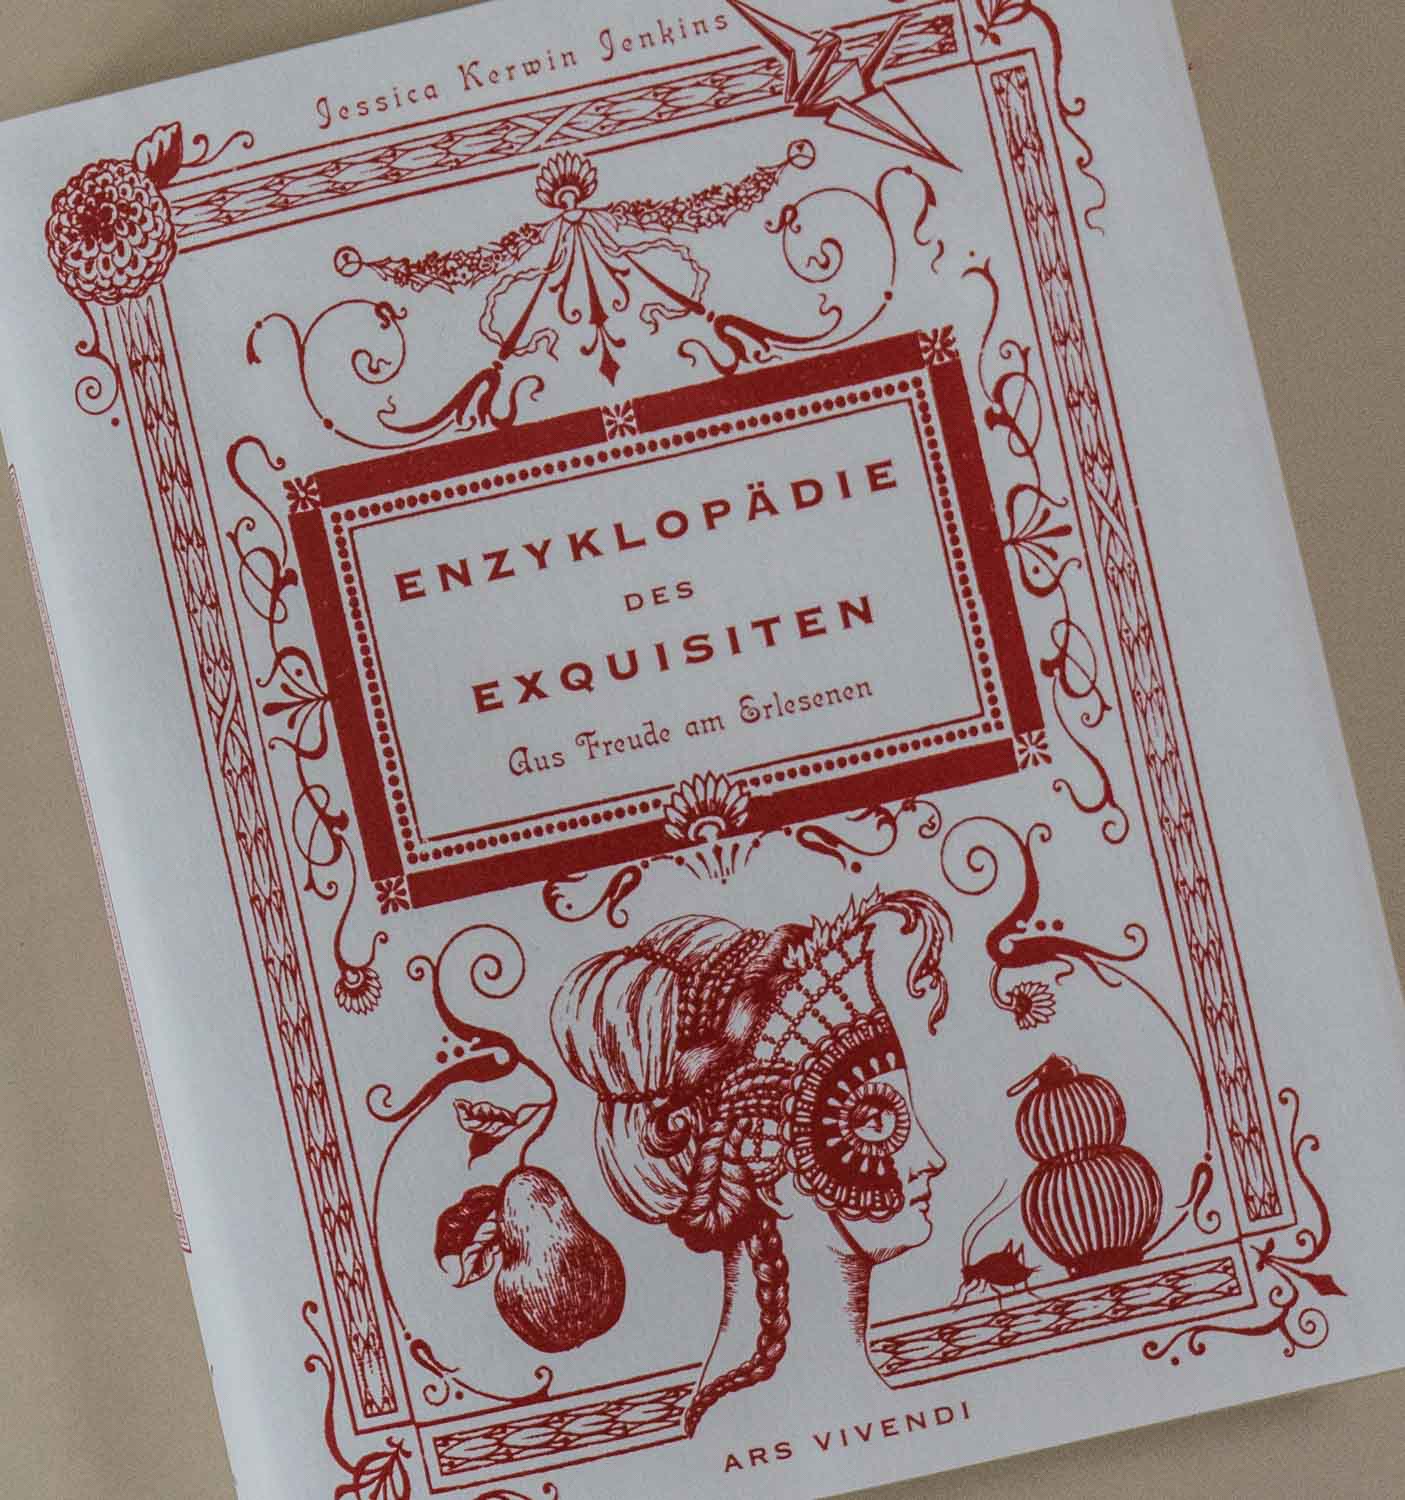 Jessica Kerwin Jenkins
ENZYKLOPÄDIE
DES
EXQUISITEN
Aus Freude am Erlesenen
ARS VIVENDI